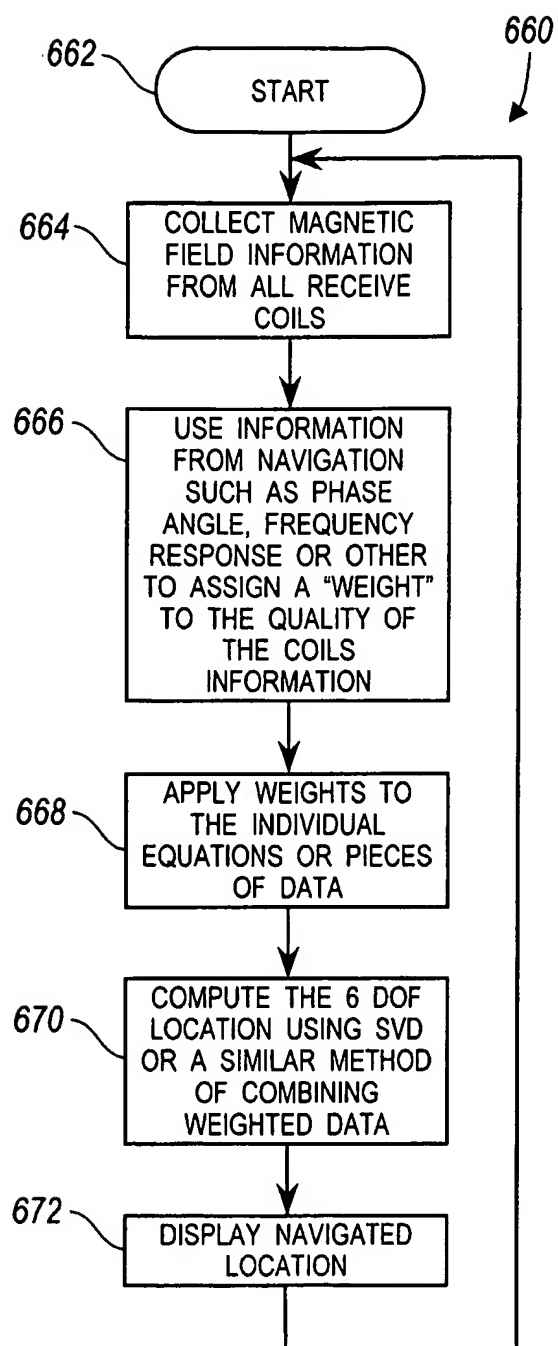 660
662
START
664
COLLECT MAGNETIC
FIELD INFORMATION
FROM ALL RECEIVE
COILS
666
USE INFORMATION
FROM NAVIGATION
SUCH AS PHASE
ANGLE, FREQUENCY
RESPONSE OR OTHER
TO ASSIGN A "WEIGHT"
TO THE QUALITY OF
THE COILS
INFORMATION
668
APPLY WEIGHTS TO
THE INDIVIDUAL
EQUATIONS OR PIECES
OF DATA
670
COMPUTE THE 6 DOF
LOCATION USING SVD
OR A SIMILAR METHOD
OF COMBINING
WEIGHTED DATA
672
DISPLAY NAVIGATED
LOCATION